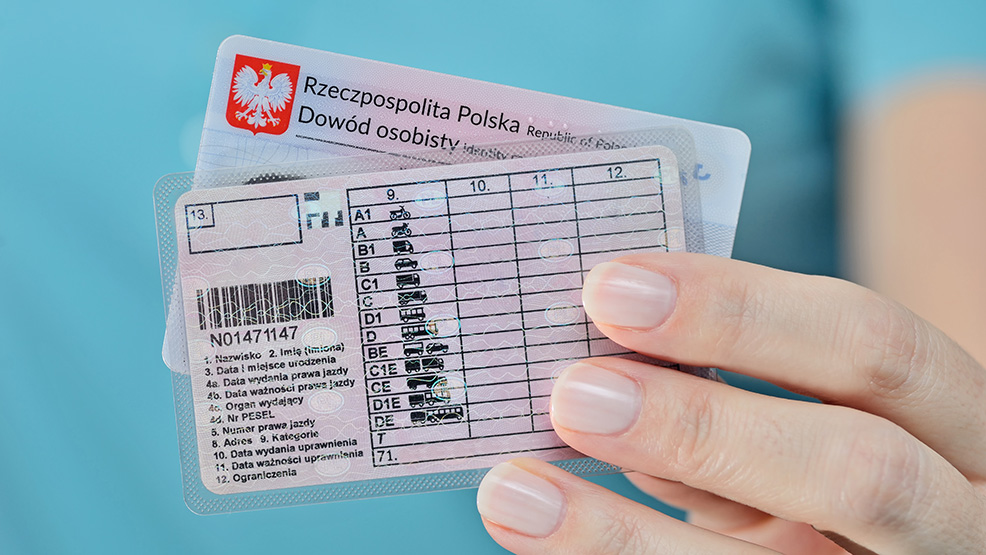 Rzeczpospolita Polska Republic of
Dowód osobisty identity
13.
9. 10. 11. 12.
A1
A
B1
B
C1
C
D1
D
BE
C1E
CE
D1E
DE
T
71.
N01471147
1. Nazwisko 2. Imię (imiona)
3. Data i miejsce urodzenia
4a. Data wydania prawa jazdy
4b. Data ważności prawa jazdy
4c. Organ wydający
4d. Nr PESEL
5. Numer prawa jazdy
8. Adres 9. Kategorie
10. Data wydania uprawnienia
11. Data ważności uprawnienia
12. Ograniczenia